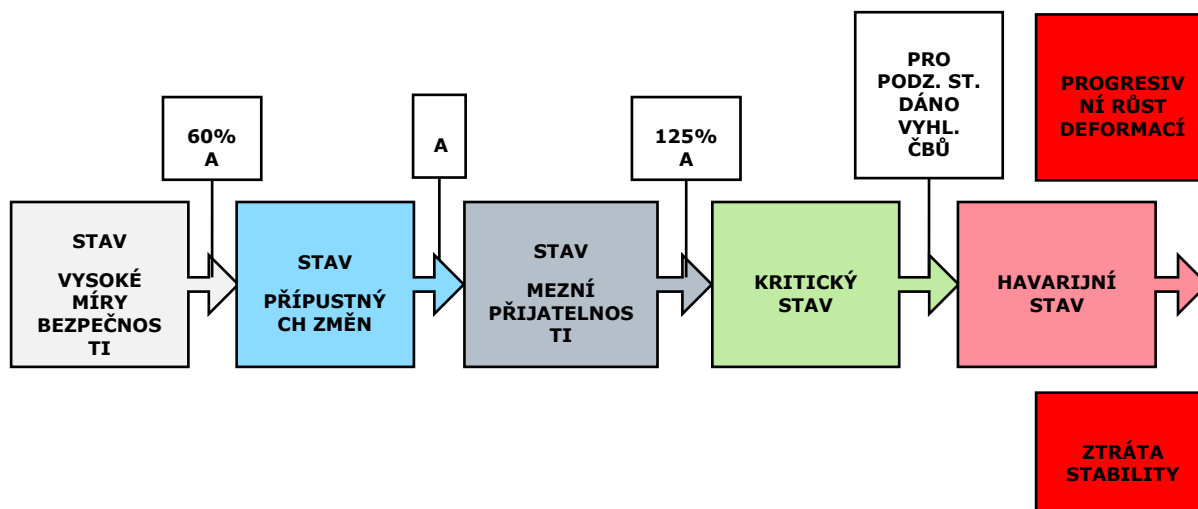 60%
A
A
125%
A
PRO
PODZ. ST.
DÁNO
VYHL.
ČBÚ
PROGRESIV
NÍ RŮST
DEFORMACÍ
STAV
VYSOKÉ
MÍRY
BEZPEČNOS
TI
STAV
PŘÍPUSTNÝ
CH ZMĚN
STAV
MEZNÍ
PŘIJATELNOS
TI
KRITICKÝ
STAV
HAVARIJNÍ
STAV
ZTRÁTA
STABILITY